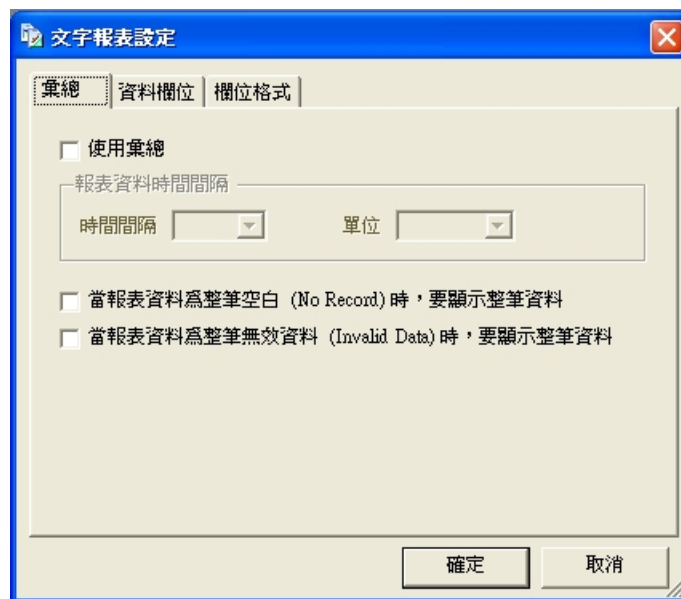 文字報表設定
彙總 資料欄位 欄位格式
使用彙總
報表資料時間間隔
時間間隔 單位
當報表資料為整筆空白 (No Record) 時，要顯示整筆資料
當報表資料為整筆無效資料 (Invalid Data) 時，要顯示整筆資料
確定 取消